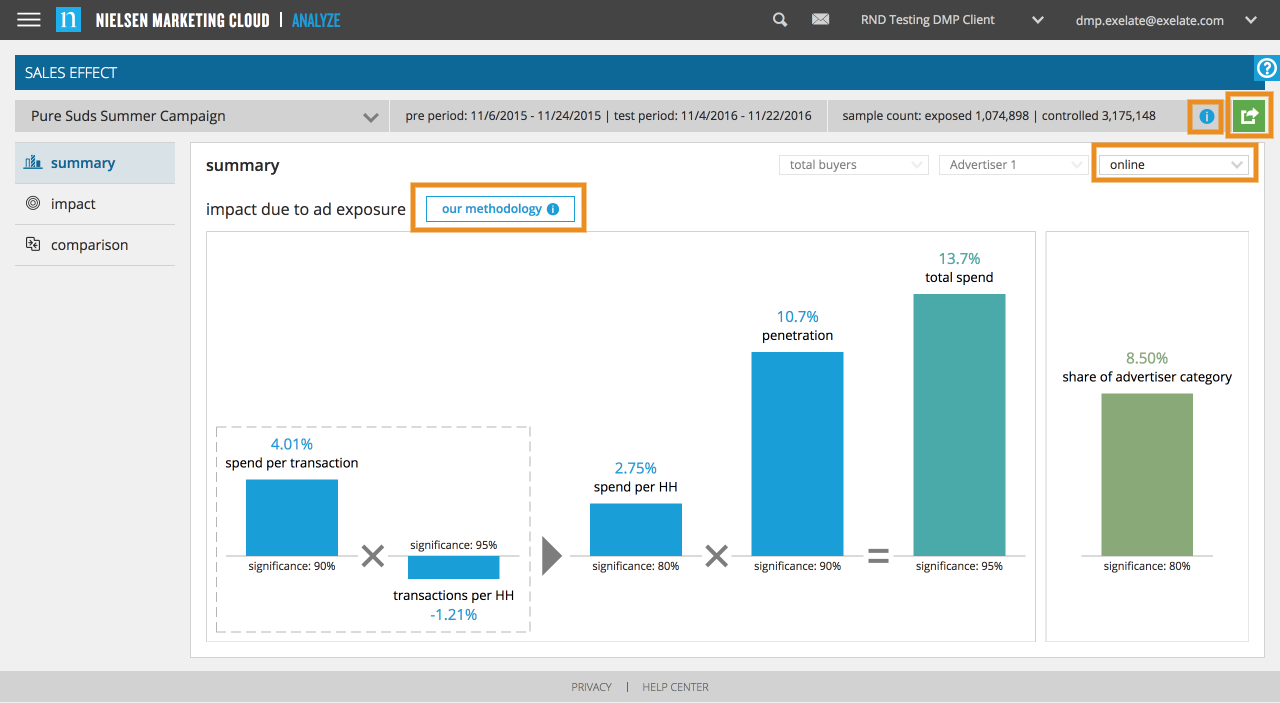 n NIELSEN MARKETING CLOUD | ANALYZE RND Testing DMP Client dmp.exelate@exelate.com
SALES EFFECT ?
Pure Suds Summer Campaign pre period: 11/6/2015 - 11/24/2015 | test period: 11/4/2016 - 11/22/2016 sample count: exposed 1,074,898 | controlled 3,175,148 i
summary
impact
comparison
summary total buyers Advertiser 1 online
impact due to ad exposure our methodology i
4.01%
spend per transaction
significance: 90%
significance: 95%
transactions per HH
-1.21%
2.75%
spend per HH
significance: 80%
10.7%
penetration
significance: 90%
=
13.7%
total spend
significance: 95%
8.50%
share of advertiser category
significance: 80%
PRIVACY | HELP CENTER